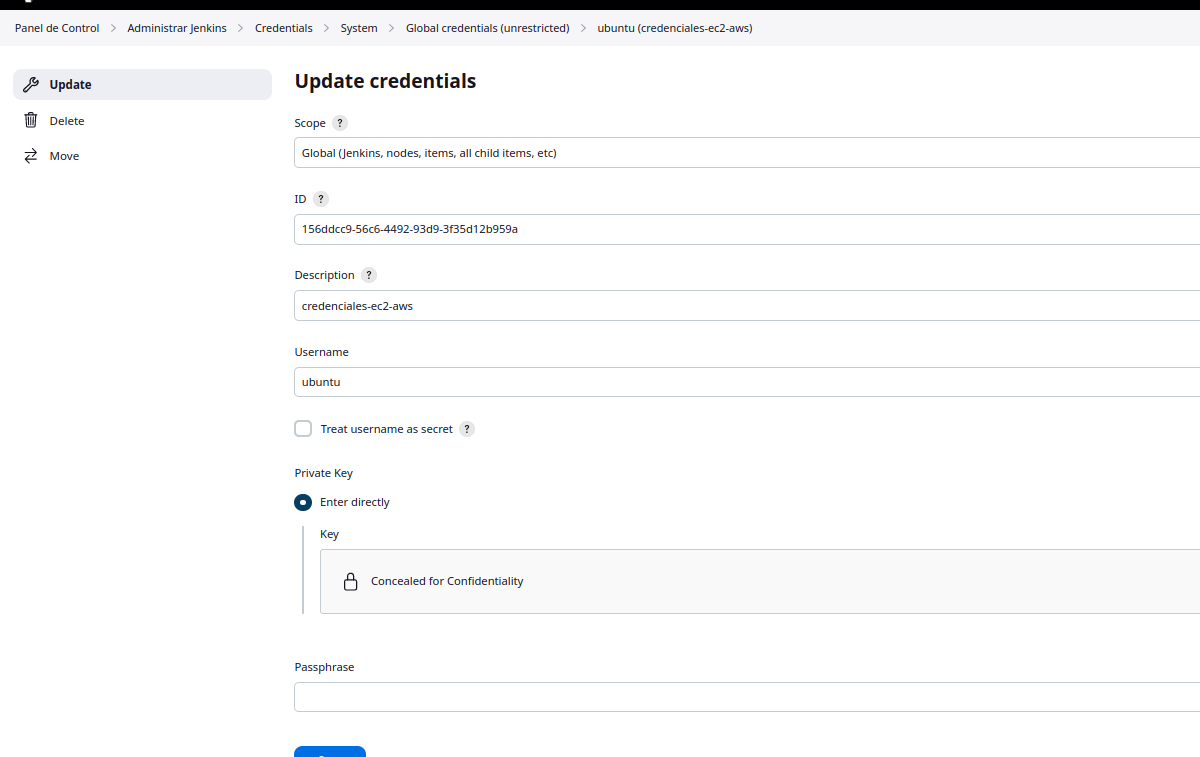 Panel de Control > Administrar Jenkins > Credentials > System > Global credentials (unrestricted) > ubuntu (credenciales-ec2-aws)
Update
Delete
Move
Update credentials
Scope ?
Global (Jenkins, nodes, items, all child items, etc)
ID ?
156ddcc9-56c6-4492-93d9-3f35d12b959a
Description ?
credenciales-ec2-aws
Username
ubuntu
Treat username as secret ?
Private Key
Enter directly
Key
Concealed for Confidentiality
Passphrase